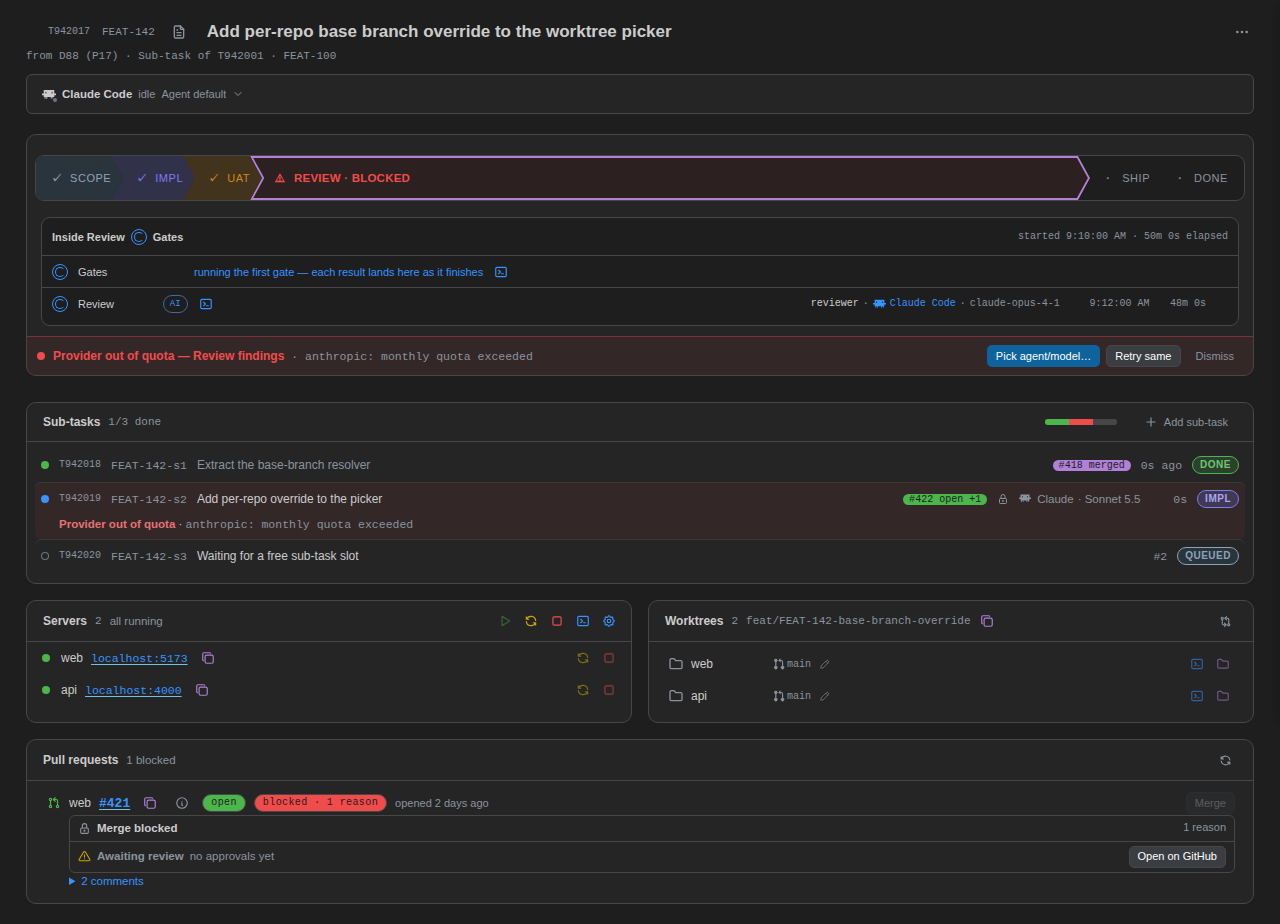 T942017 FEAT-142 Add per-repo base branch override to the worktree picker
from D88 (P17) · Sub-task of T942001 · FEAT-100
Claude Code idle Agent default
SCOPE IMPL UAT REVIEW · BLOCKED SHIP DONE
Inside Review Gates started 9:10:00 AM · 50m 0s elapsed
Gates running the first gate — each result lands here as it finishes
Review AI reviewer · Claude Code · claude-opus-4-1 9:12:00 AM 48m 0s
Provider out of quota — Review findings · anthropic: monthly quota exceeded Pick agent/model… Retry same Dismiss
Sub-tasks 1/3 done Add sub-task
T942018 FEAT-142-s1 Extract the base-branch resolver #418 merged 0s ago DONE
T942019 FEAT-142-s2 Add per-repo override to the picker #422 open +1 Claude · Sonnet 5.5 0s IMPL
Provider out of quota · anthropic: monthly quota exceeded
T942020 FEAT-142-s3 Waiting for a free sub-task slot #2 QUEUED
Servers 2 all running
web localhost:5173
api localhost:4000
Worktrees 2 feat/FEAT-142-base-branch-override
web main
api main
Pull requests 1 blocked
web #421 open blocked · 1 reason opened 2 days ago Merge
Merge blocked 1 reason
Awaiting review no approvals yet Open on GitHub
2 comments